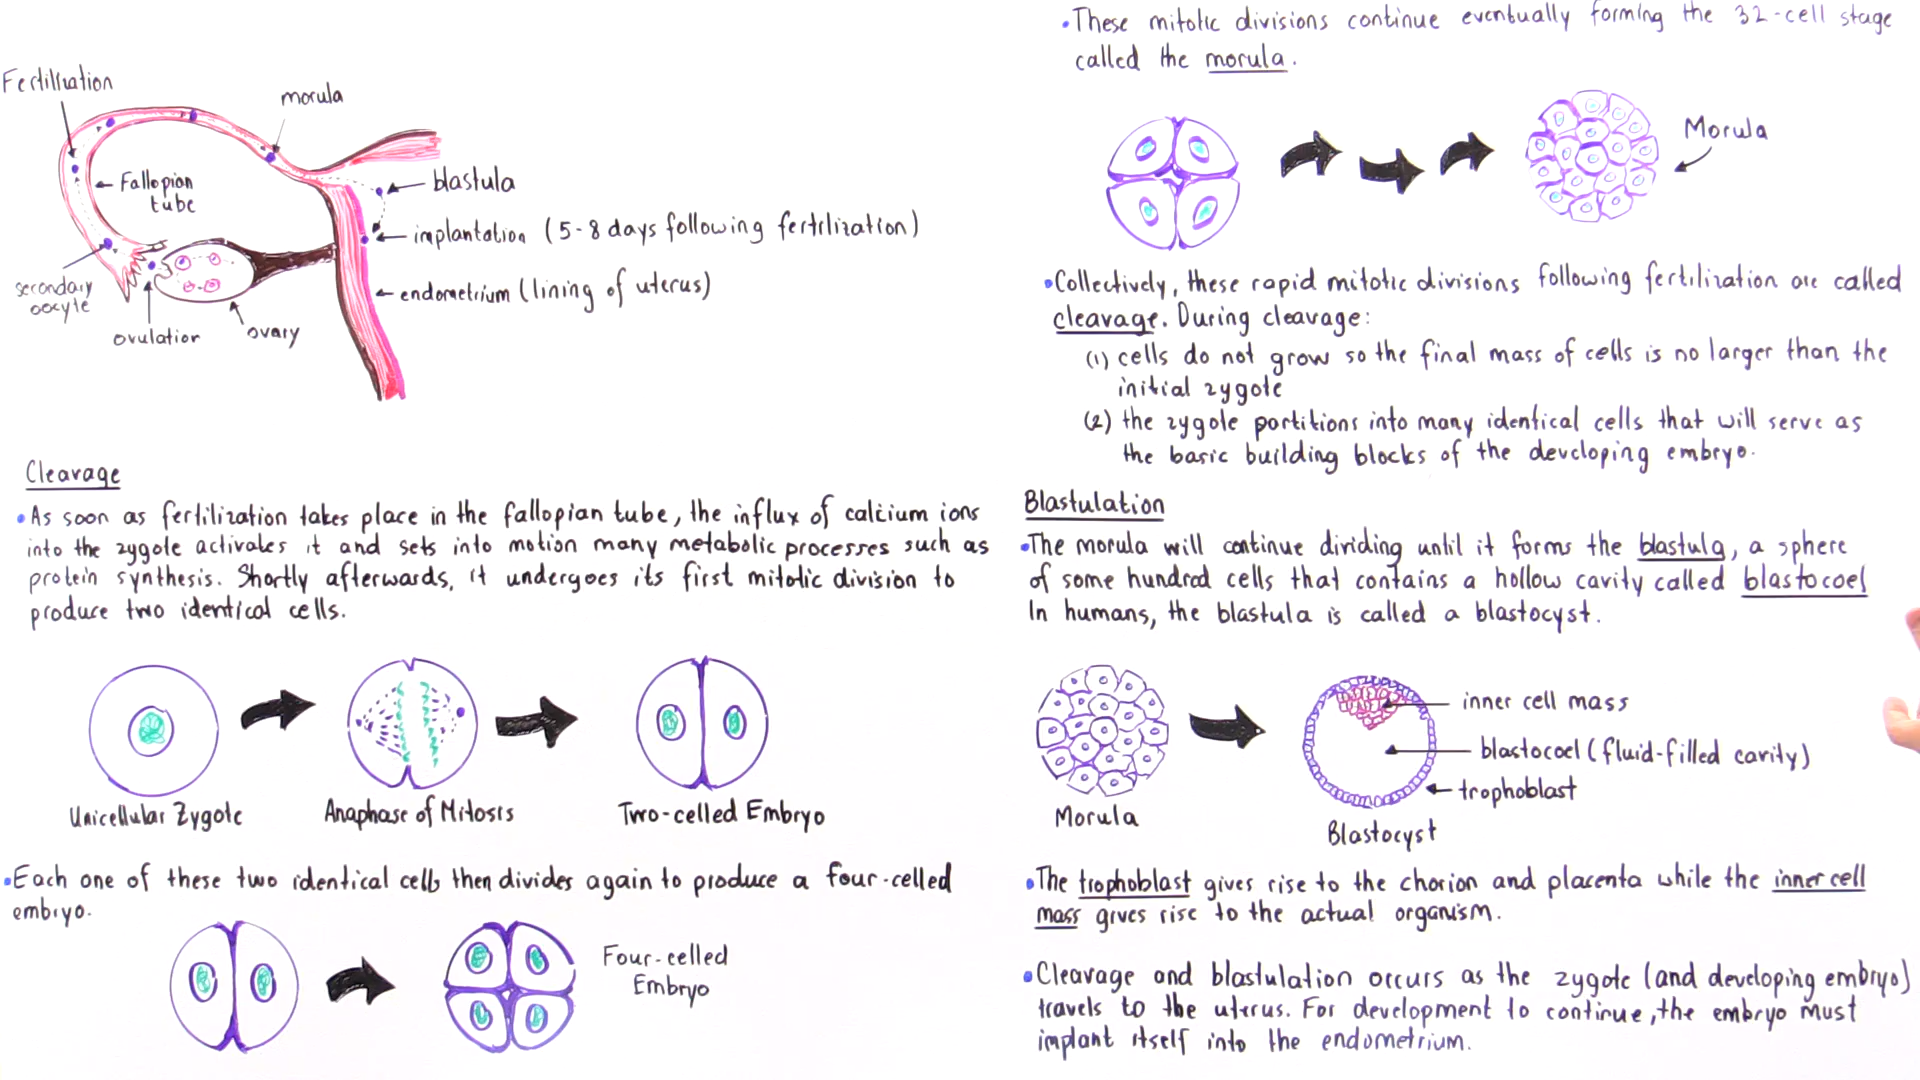 Fertilization
morula
Fallopian
tube
blastula
implantation (5-8 days following fertilization)
endometrium (lining of uterus)
secondary
oocyte
ovulation
ovary
Cleavage
•As soon as fertilization takes place in the fallopian tube, the influx of calcium ions
into the zygote activates it and sets into motion many metabolic processes such as
protein synthesis. Shortly afterwards, it undergoes its first mitotic division to
produce two identical cells.
Unicellular Zygote
Anaphase of Mitosis
Two-celled Embryo
•Each one of these two identical cells then divides again to produce a four-celled
embryo.
Four-celled
Embryo
•These mitotic divisions continue eventually forming the 32-cell stage
called the morula.
Morula
•Collectively, these rapid mitotic divisions following fertilization are called
cleavage. During cleavage:
(1) cells do not grow so the final mass of cells is no larger than the
initial zygote
(2) the zygote partitions into many identical cells that will serve as
the basic building blocks of the developing embryo.
Blastulation
•The morula will continue dividing until it forms the blastula, a sphere
of some hundred cells that contains a hollow cavity called blastocoel
In humans, the blastula is called a blastocyst.
inner cell mass
blastocoel (fluid-filled cavity)
trophoblast
Morula
Blastocyst
•The trophoblast gives rise to the chorion and placenta while the inner cell
mass gives rise to the actual organism.
•Cleavage and blastulation occurs as the zygote (and developing embryo)
travels to the uterus. For development to continue, the embryo must
implant itself into the endometrium.